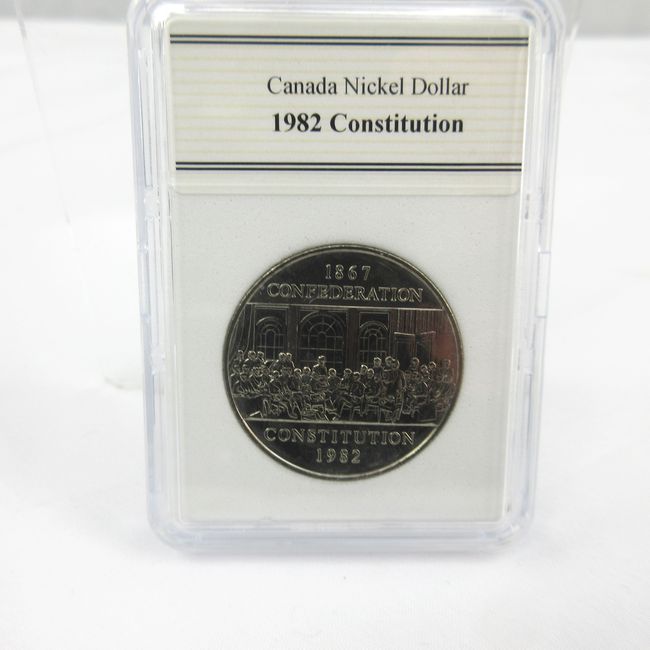 Canada Nickel Dollar
1982 Constitution
1867
CONFEDERATION
CONSTITUTION
1982